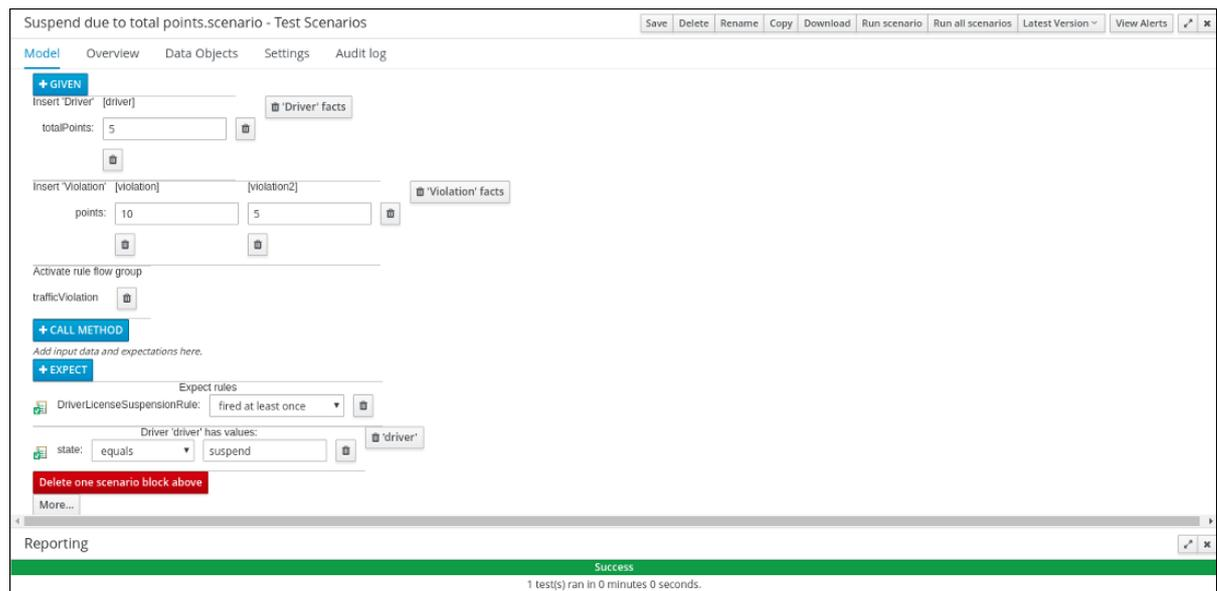 Suspend due to total points.scenario - Test Scenarios Save Delete Rename Copy Download Run scenario Run all scenarios Latest Version View Alerts
Model Overview Data Objects Settings Audit log
+ GIVEN
Insert 'Driver' [driver] 'Driver' facts
totalPoints: 5
Insert 'Violation' [violation] [violation2] 'Violation' facts
points: 10 5
Activate rule flow group
trafficViolation
+ CALL METHOD
Add input data and expectations here.
+ EXPECT
Expect rules
DriverLicenseSuspensionRule: fired at least once
Driver 'driver' has values: 'driver'
state: equals suspend
Delete one scenario block above
More...
Reporting
Success
1 test(s) ran in 0 minutes 0 seconds.